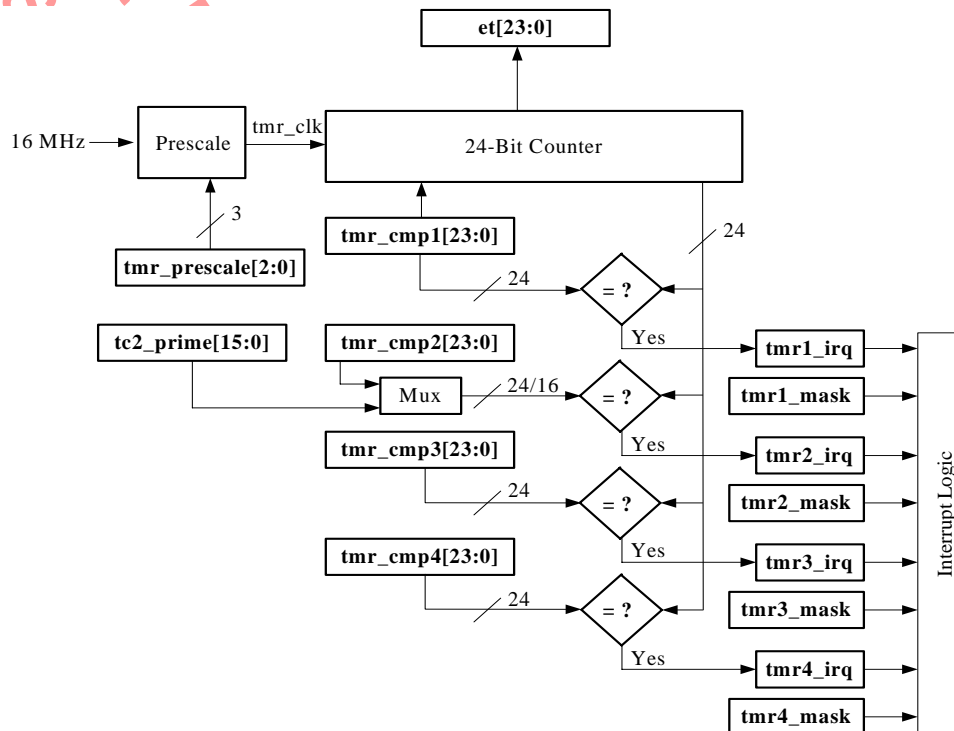 et[23:0]
16 MHz
Prescale
tmr_clk
24-Bit Counter
3
tmr_prescale[2:0]
tmr_cmp1[23:0]
24
24
= ?
Yes
tmr1_irq
tc2_prime[15:0]
tmr_cmp2[23:0]
Mux
24/16
= ?
tmr1_mask
Yes
tmr2_irq
tmr_cmp3[23:0]
24
= ?
tmr2_mask
Yes
tmr3_irq
tmr_cmp4[23:0]
24
= ?
tmr3_mask
Yes
tmr4_irq
tmr4_mask
Interrupt Logic